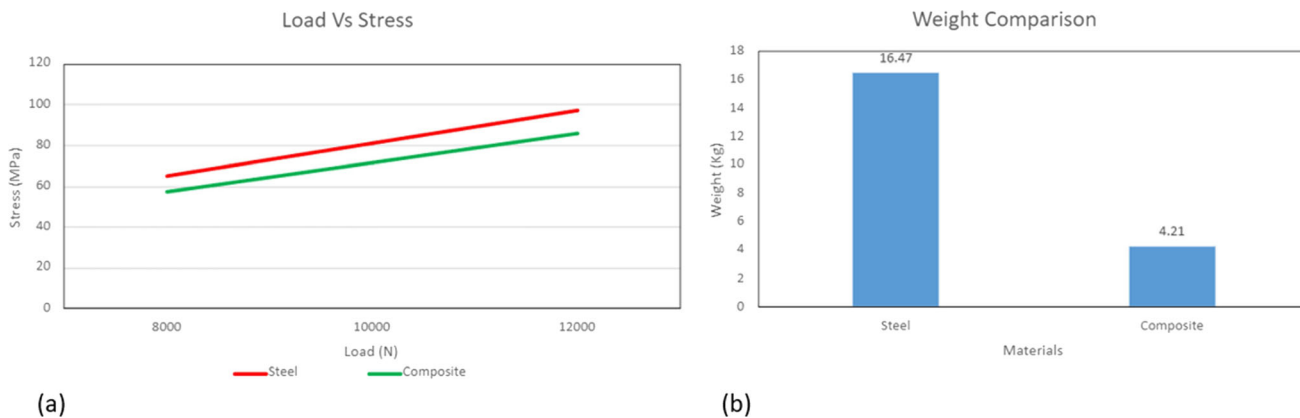 Load Vs Stress
120
100
80
60
40
20
0
Stress (MPa)
8000 10000 12000
Load (N)
Steel Composite
(a)
Weight Comparison
18
16
14
12
10
8
6
4
2
0
Weight (Kg)
16.47
4.21
Steel Composite
Materials
(b)